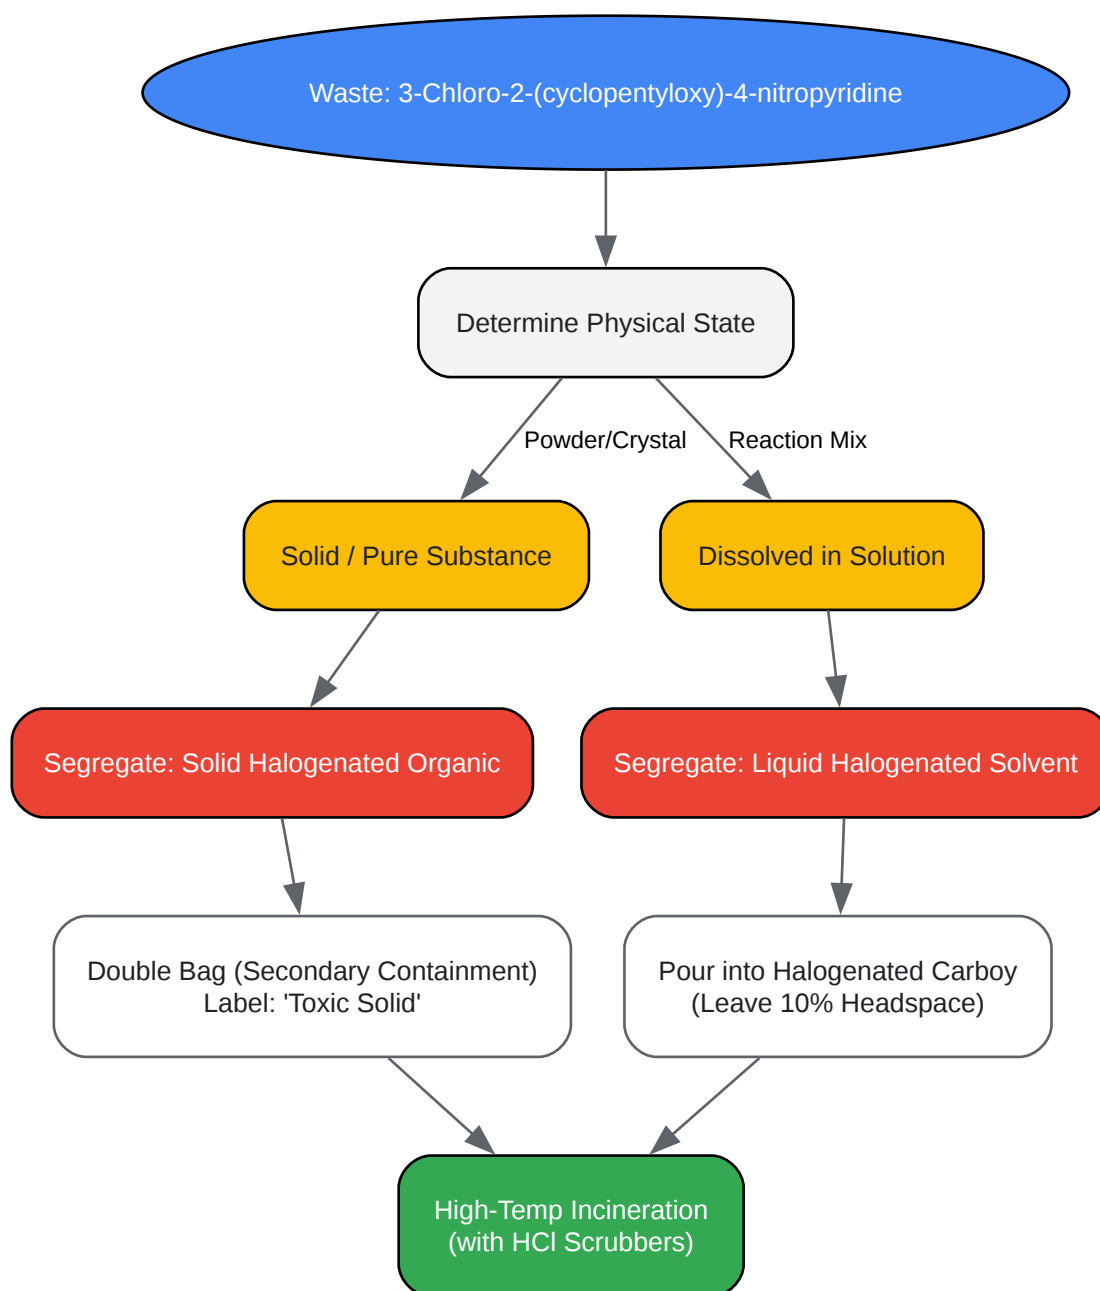 Waste: 3-Chloro-2-(cyclopentyloxy)-4-nitropyridine
Determine Physical State
Powder/Crystal
Reaction Mix
Solid / Pure Substance
Dissolved in Solution
Segregate: Solid Halogenated Organic
Segregate: Liquid Halogenated Solvent
Double Bag (Secondary Containment)
Label: 'Toxic Solid'
Pour into Halogenated Carboy
(Leave 10% Headspace)
High-Temp Incineration
(with HCl Scrubbers)